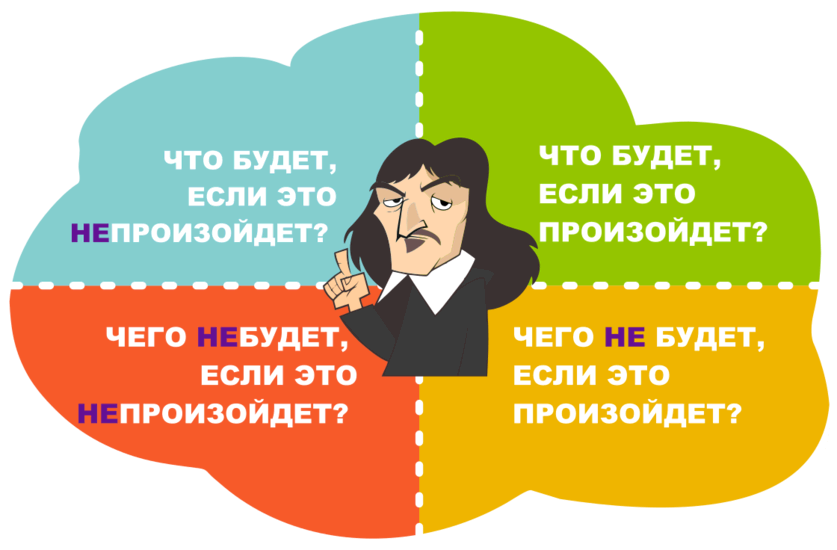 ЧТО БУДЕТ,
ЕСЛИ ЭТО
НЕПРОИЗОЙДЕТ?
ЧТО БУДЕТ,
ЕСЛИ ЭТО
ПРОИЗОЙДЕТ?
ЧЕГО НЕБУДЕТ,
ЕСЛИ ЭТО
НЕПРОИЗОЙДЕТ?
ЧЕГО НЕ БУДЕТ,
ЕСЛИ ЭТО
ПРОИЗОЙДЕТ?